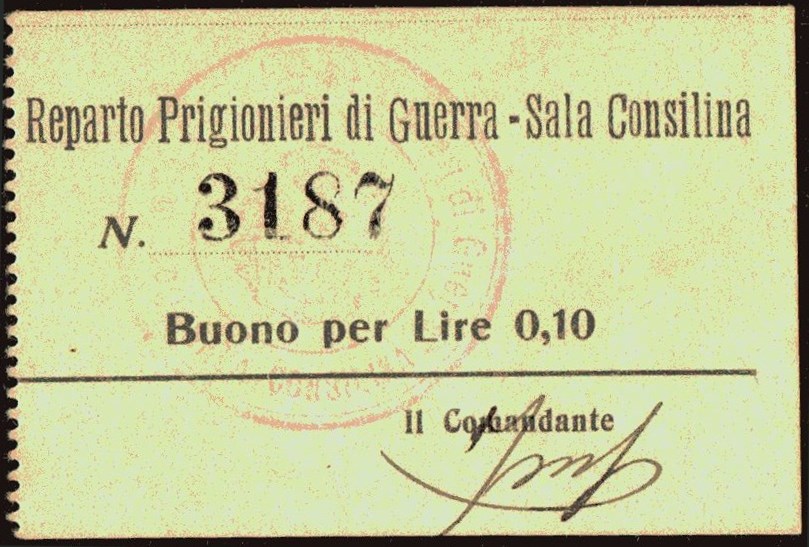 Reparto Prigionieri di Guerra - Sala Consilina
N. 3187
Buono per Lire 0,10
Il Comandante